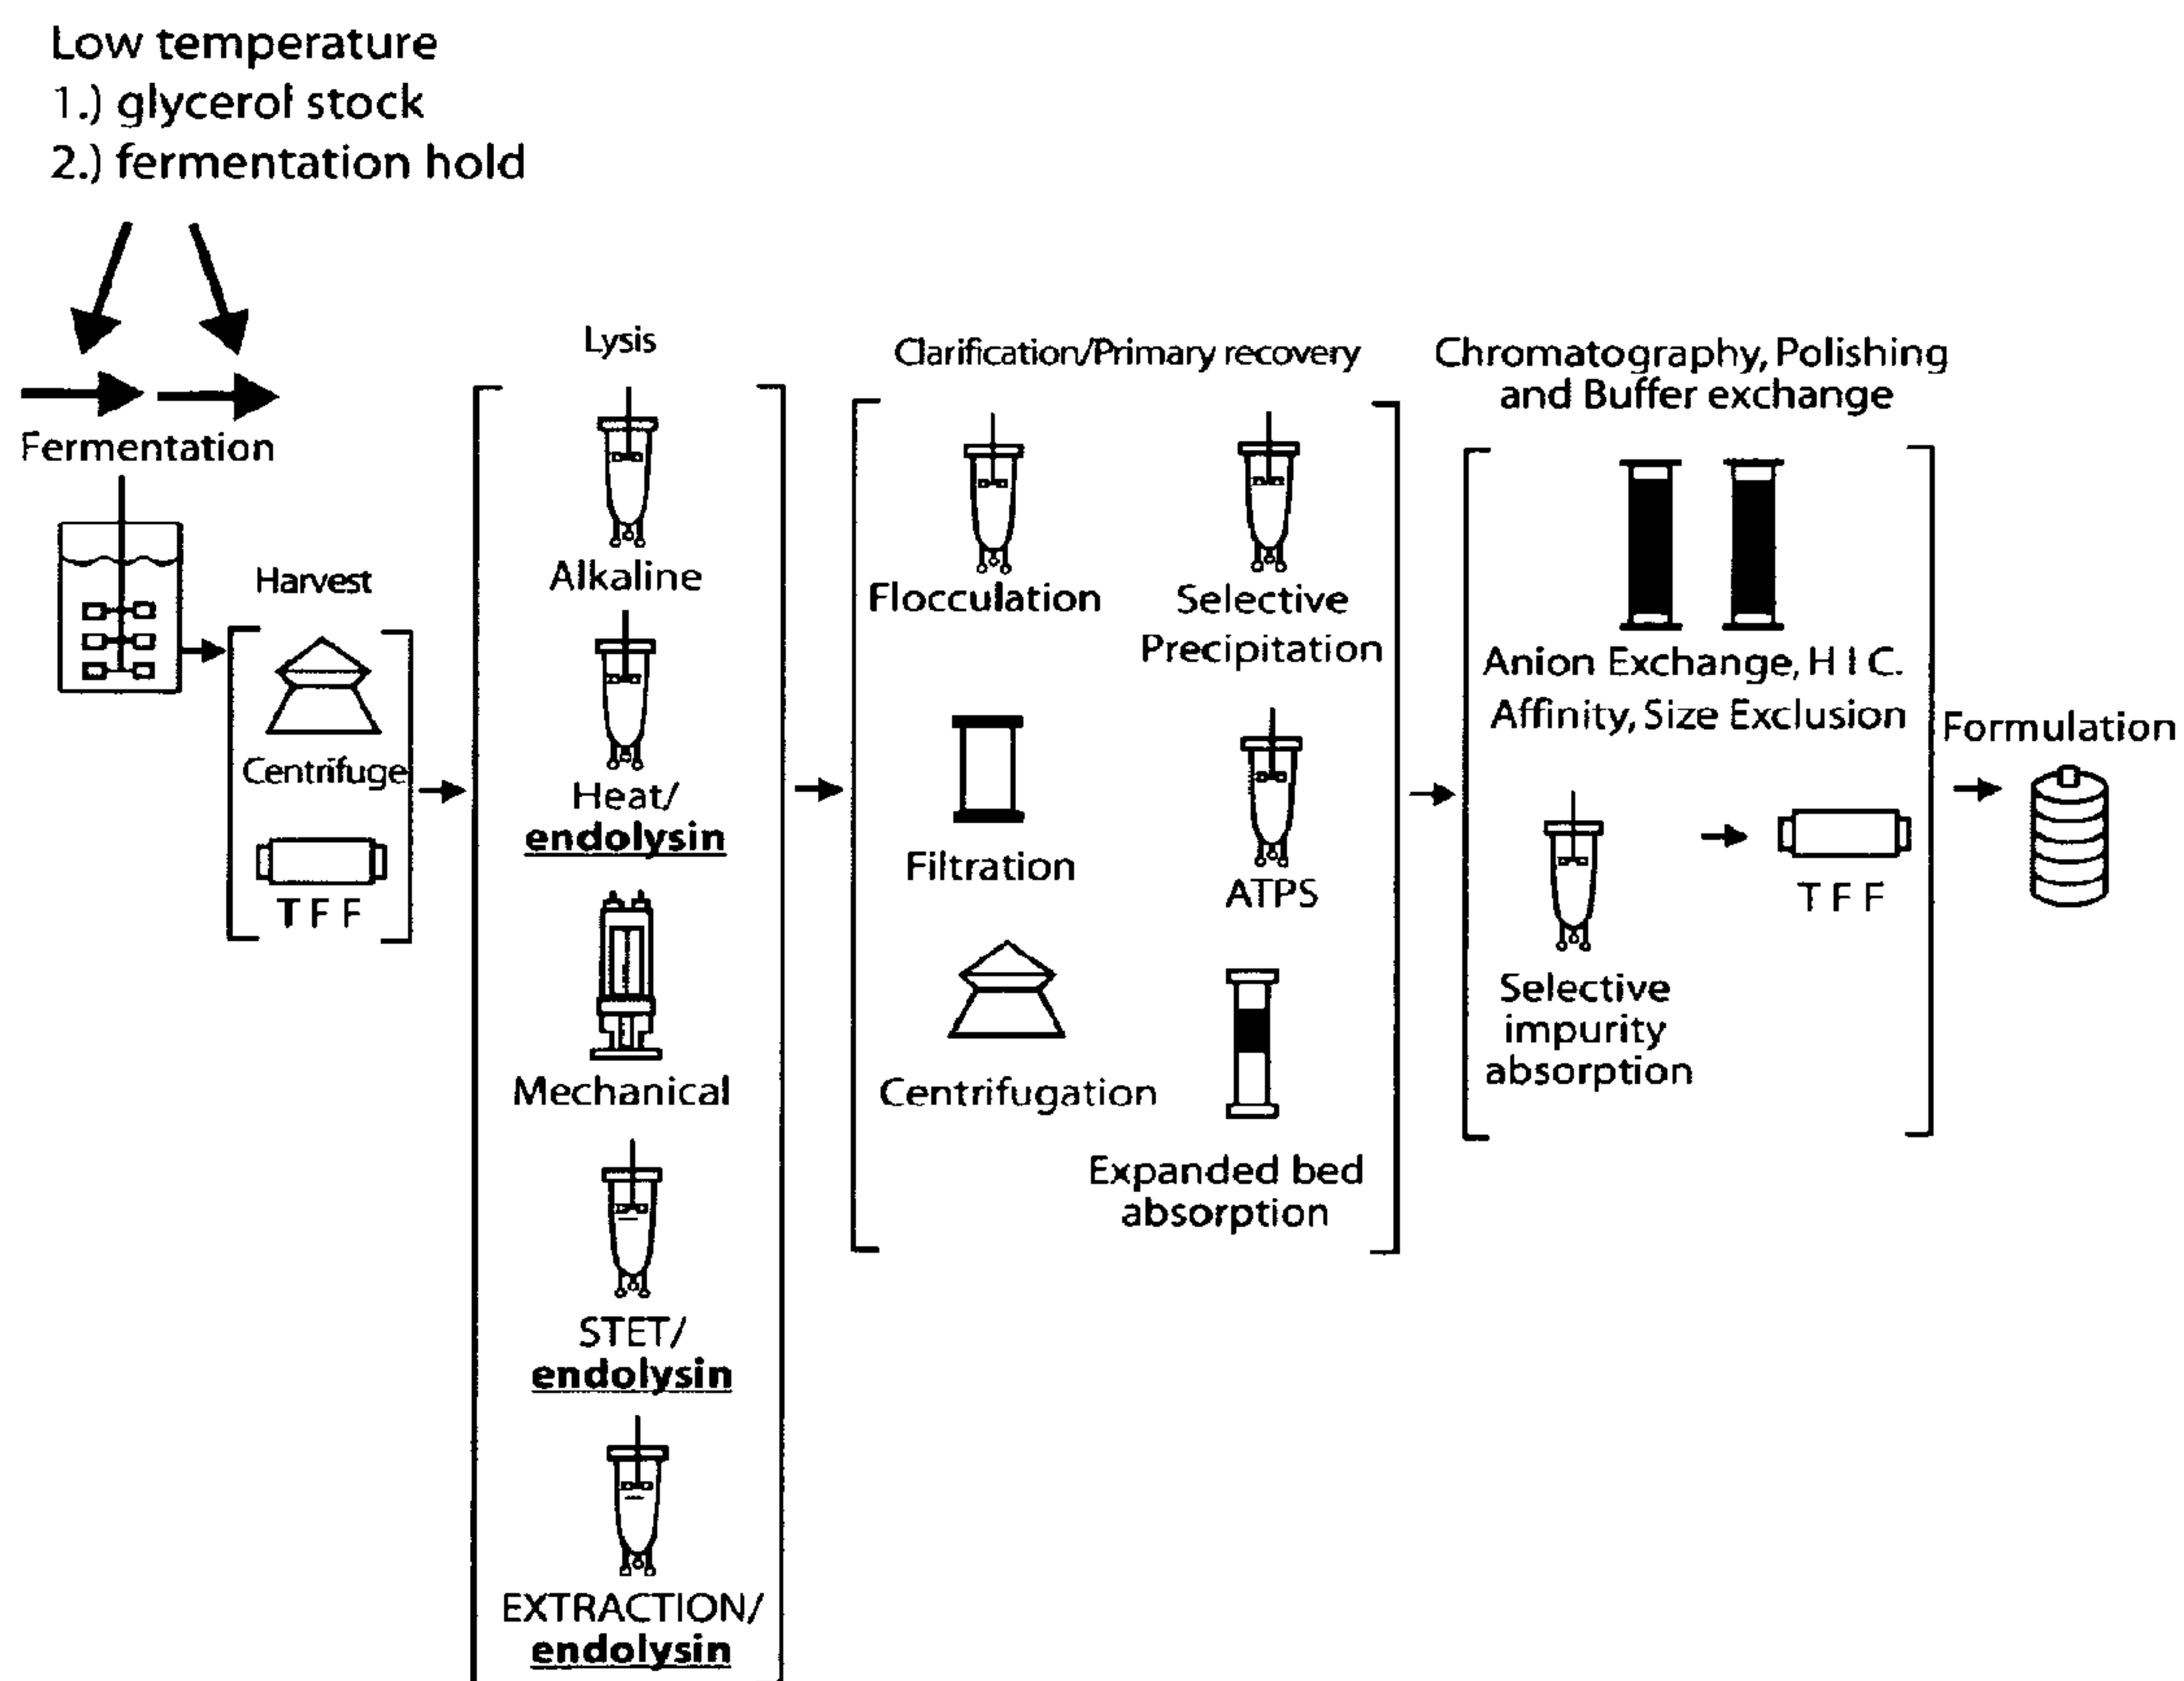 Low temperature
1.) glycerol stock
2.) fermentation hold
Fermentation
Harvest
Centrifuge
T F F
Lysis
Alkaline
Heat/
endolysin
Mechanical
STET/
endolysin
EXTRACTION/
endolysin
Clarification/Primary recovery
Flocculation
Selective
Precipitation
Filtration
ATPS
Centrifugation
Expanded bed
absorption
Chromatography, Polishing
and Buffer exchange
Anion Exchange, H I C.
Affinity, Size Exclusion
T F F
Selective
impurity
absorption
Formulation